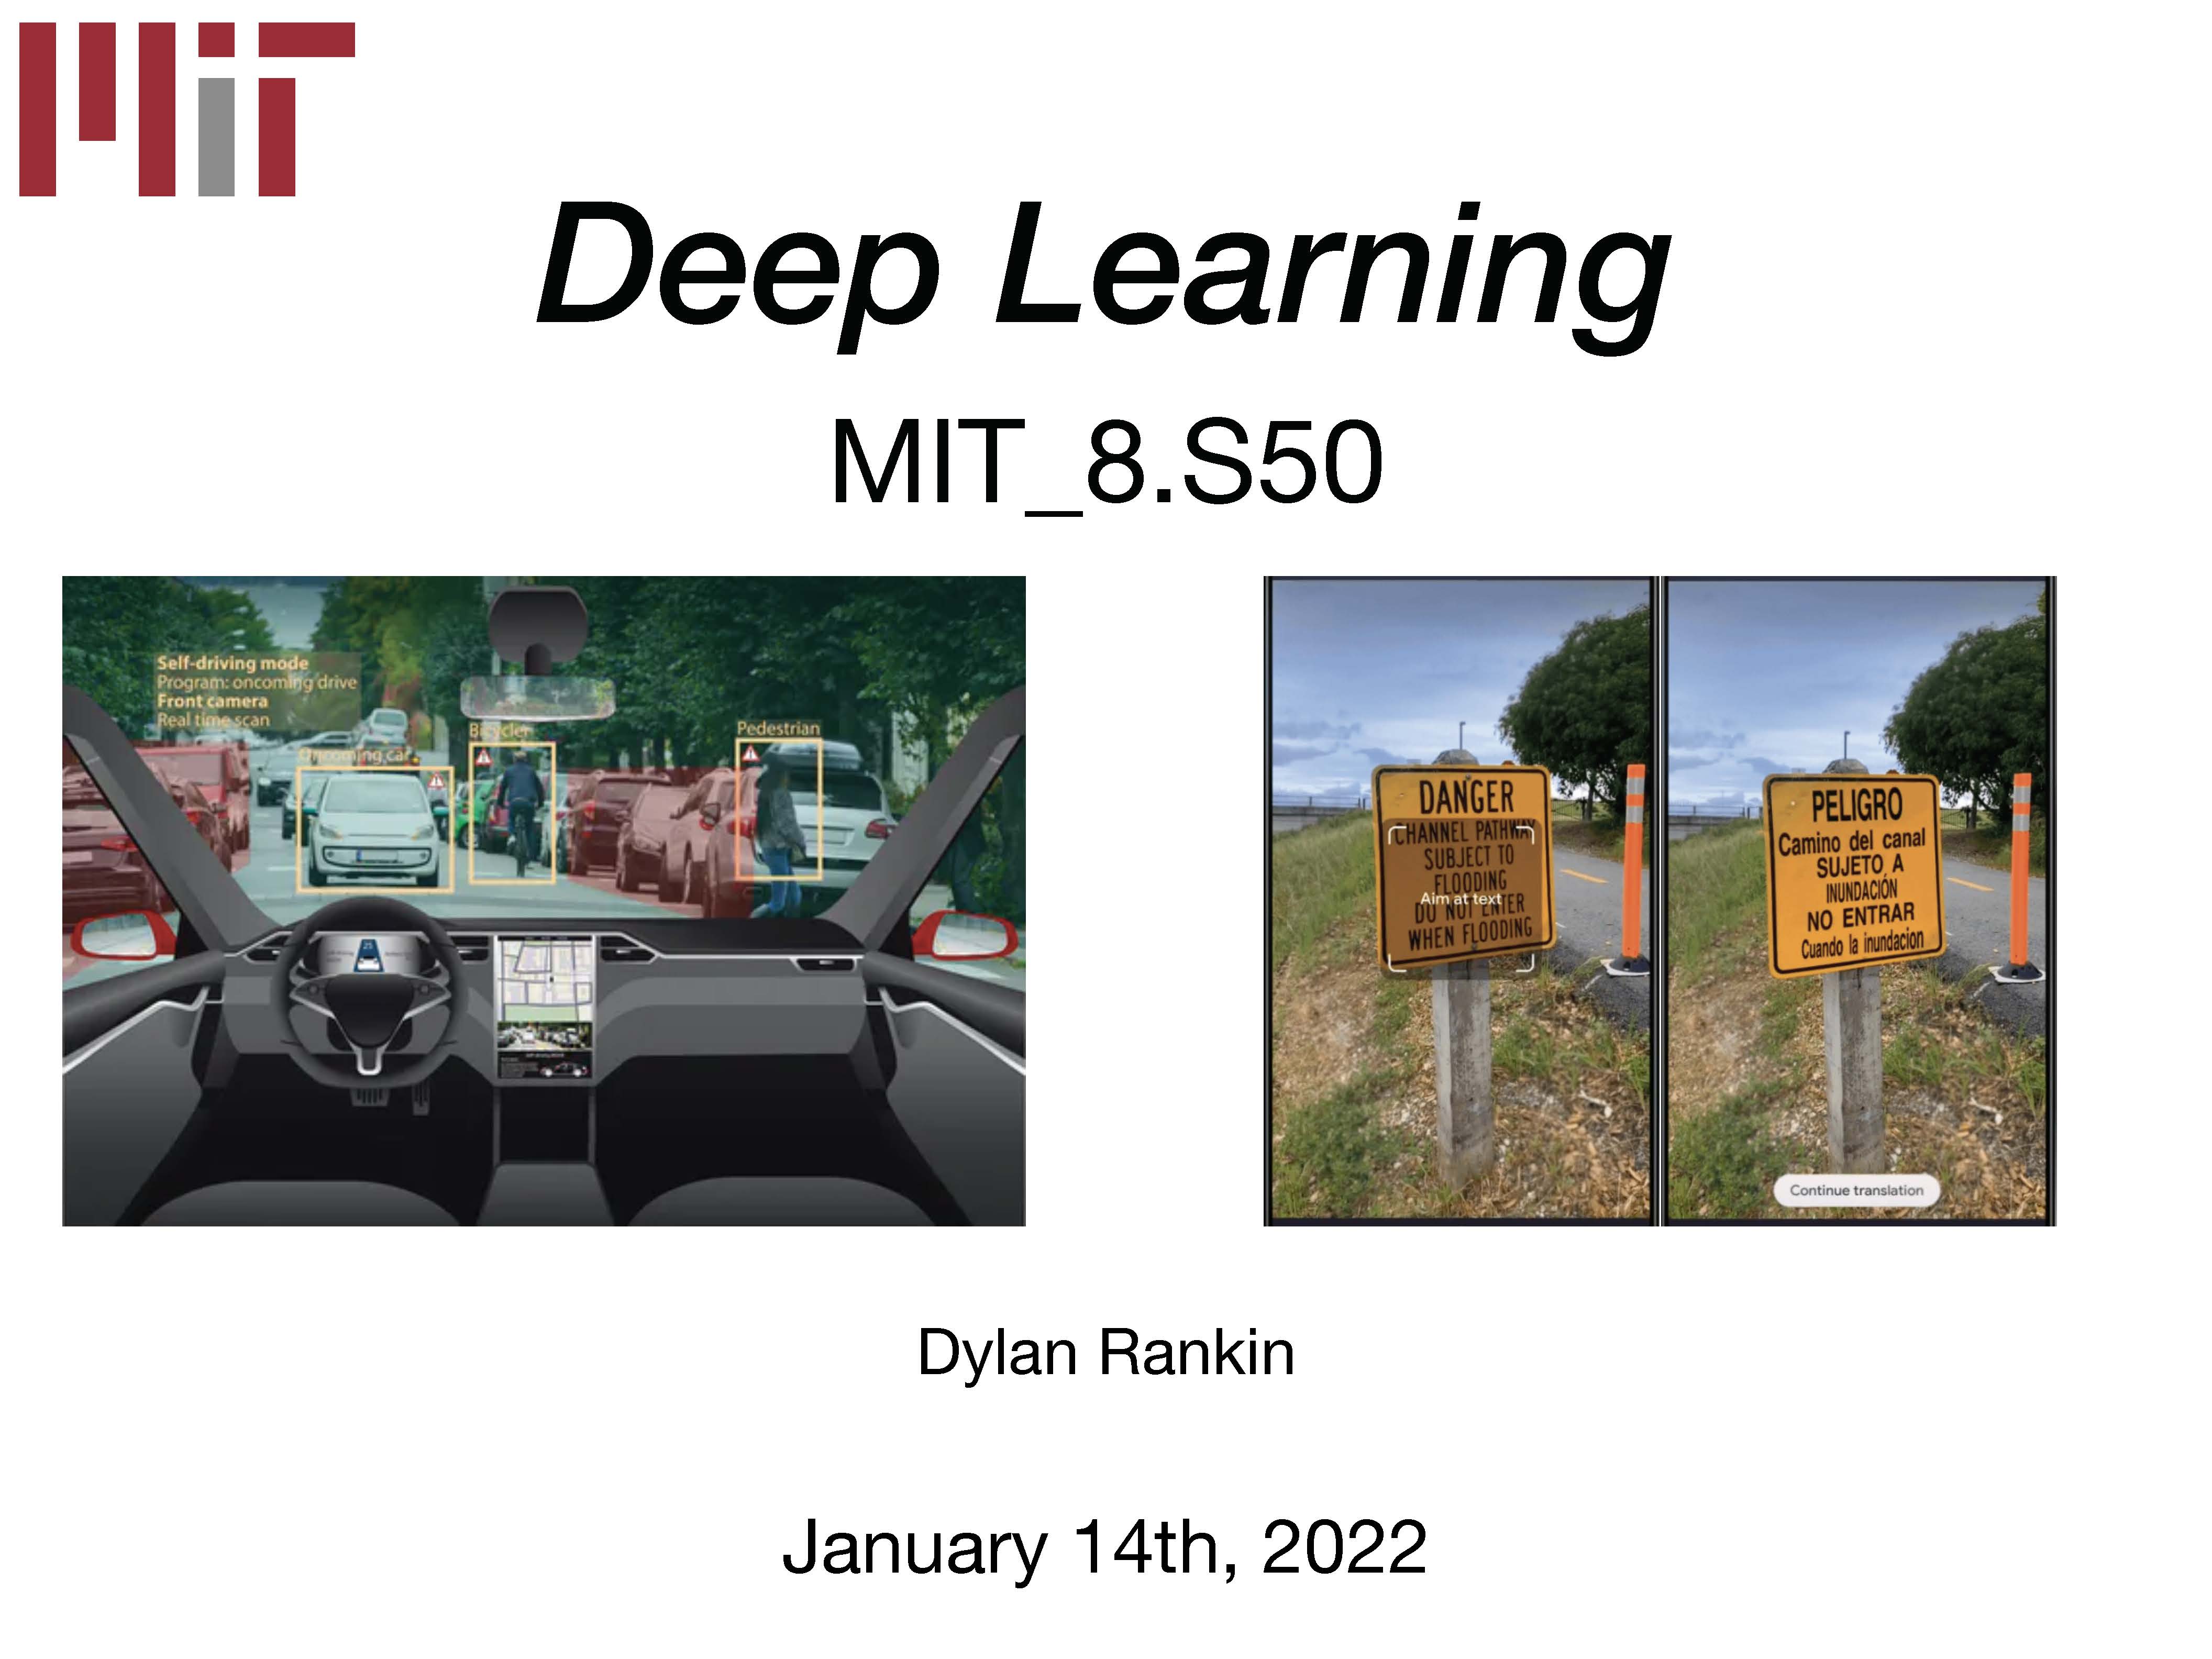 MIT
Deep Learning
MIT_8.S50
Self-driving mode
Program: oncoming drive
Front camera
Real time scan
Oncoming car
Bicycler
Pedestrian
25
DANGER
CHANNEL PATHWAY
SUBJECT TO
FLOODING
Aim at text
DO NOT ENTER
WHEN FLOODING
PELIGRO
Camino del canal
SUJETO A
INUNDACIÓN
NO ENTRAR
Cuando la inundacion
Continue translation
Dylan Rankin
January 14th, 2022